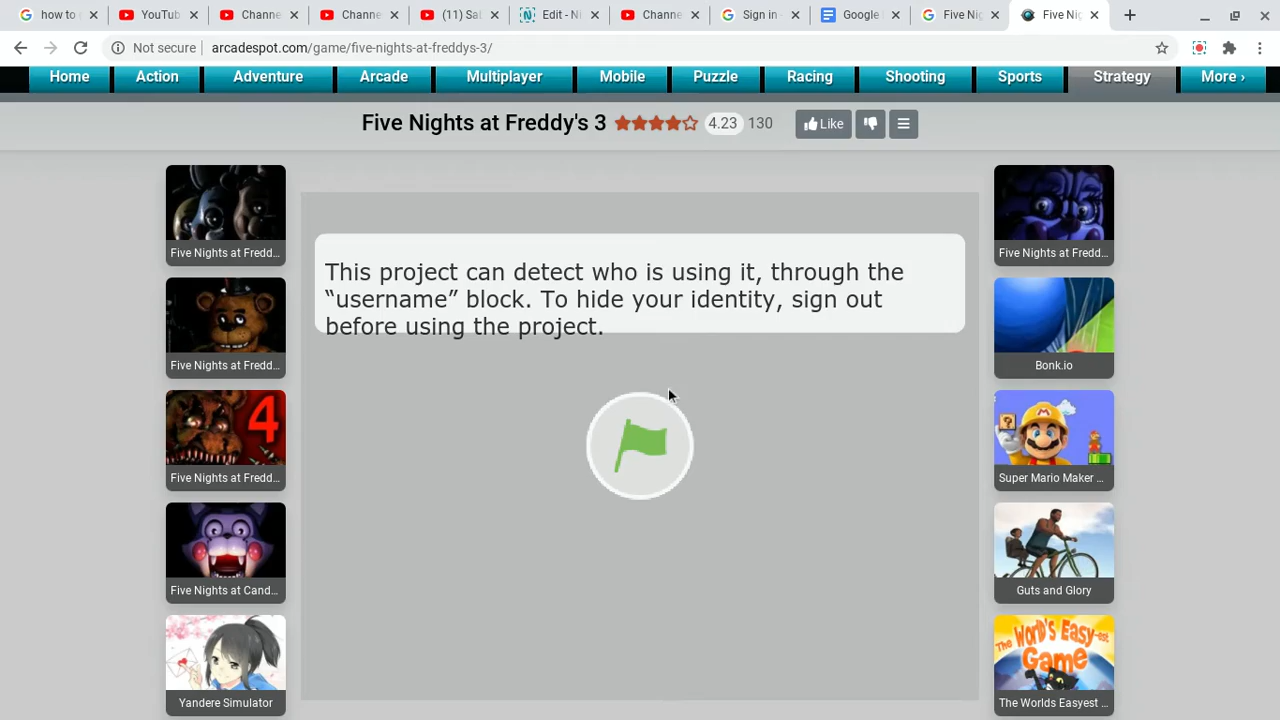 how to
YouTub
Channe
Channe
(11) Sa
Edit - Ni
Channe
Sign in
Google
Five Nig
Five Nig
Not secure arcadespot.com/game/five-nights-at-freddys-3/
Home Action Adventure Arcade Multiplayer Mobile Puzzle Racing Shooting Sports Strategy More ›
Five Nights at Freddy's 3 4.23 130 Like
Five Nights at Fredd...
Five Nights at Fredd...
4
Five Nights at Fredd...
Five Nights at Cand...
Yandere Simulator
This project can detect who is using it, through the
“username” block. To hide your identity, sign out
before using the project.
Five Nights at Fredd...
Bonk.io
Super Mario Maker ...
Guts and Glory
The WORLD'S EASY-est
GAME
The Worlds Easyest ...